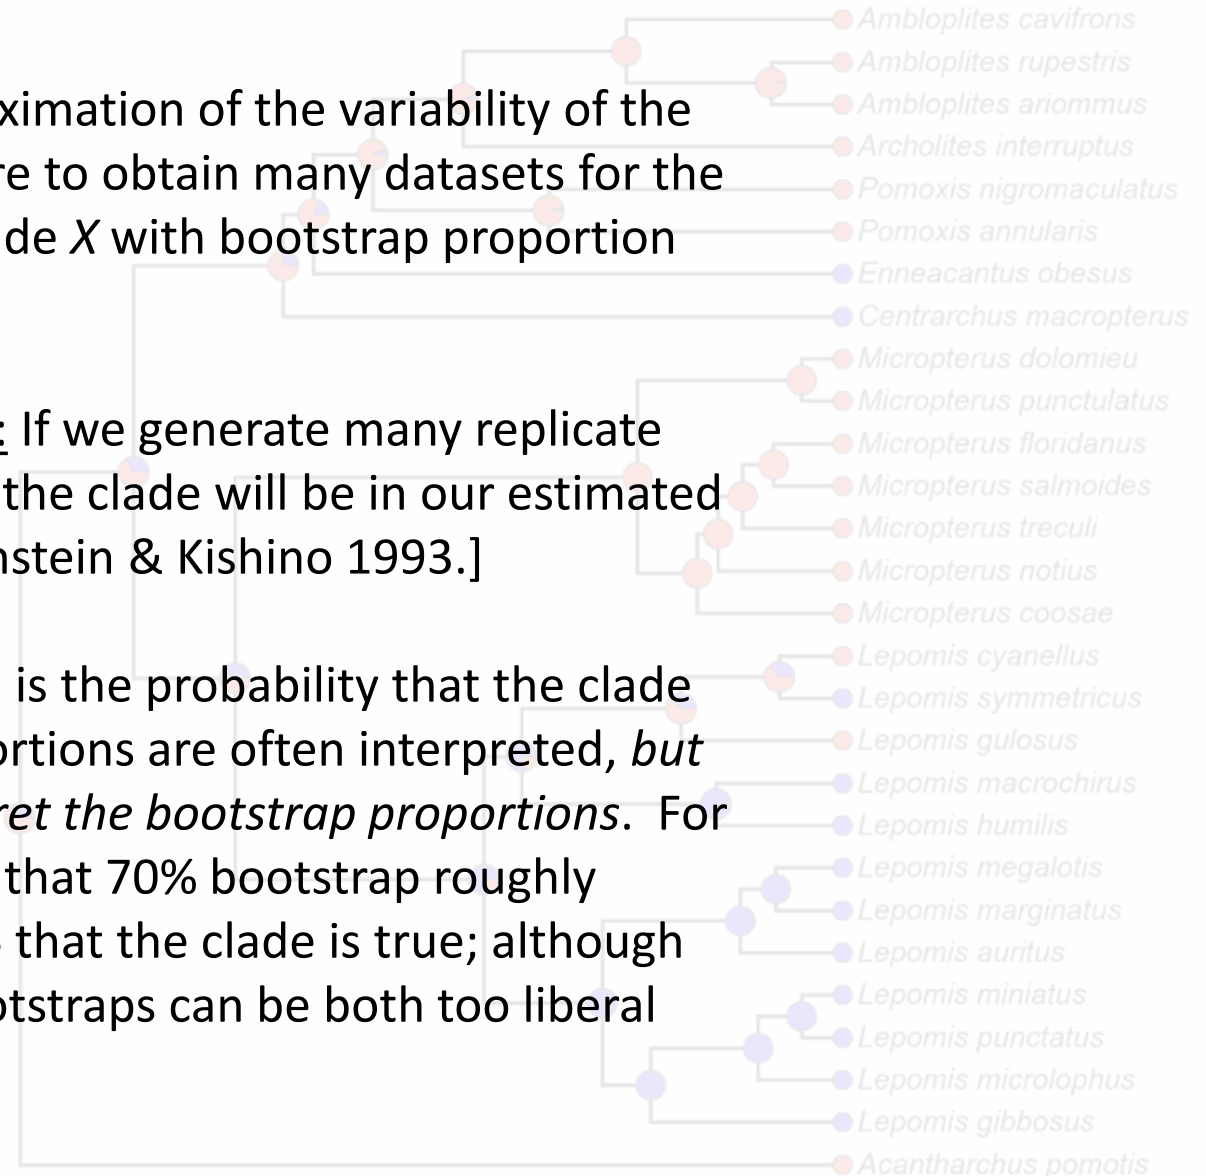 ximation of the variability of the
re to obtain many datasets for the
de X with bootstrap proportion
: If we generate many replicate
the clade will be in our estimated
nstein & Kishino 1993.]
is the probability that the clade
ortions are often interpreted, but
ret the bootstrap proportions. For
that 70% bootstrap roughly
that the clade is true; although
otstraps can be both too liberal
Ambloplites cavifrons
Ambloplites rupestris
Ambloplites ariommus
Archolites interruptus
Pomoxis nigromaculatus
Pomoxis annularis
Enneacantus obesus
Centrarchus macropterus
Micropterus dolomieu
Micropterus punctulatus
Micropterus floridanus
Micropterus salmoides
Micropterus treculi
Micropterus notius
Micropterus coosae
Lepomis cyanellus
Lepomis symmetricus
Lepomis gulosus
Lepomis macrochirus
Lepomis humilis
Lepomis megalotis
Lepomis marginatus
Lepomis auritus
Lepomis miniatus
Lepomis punctatus
Lepomis microlophus
Lepomis gibbosus
Acantharchus pomotis